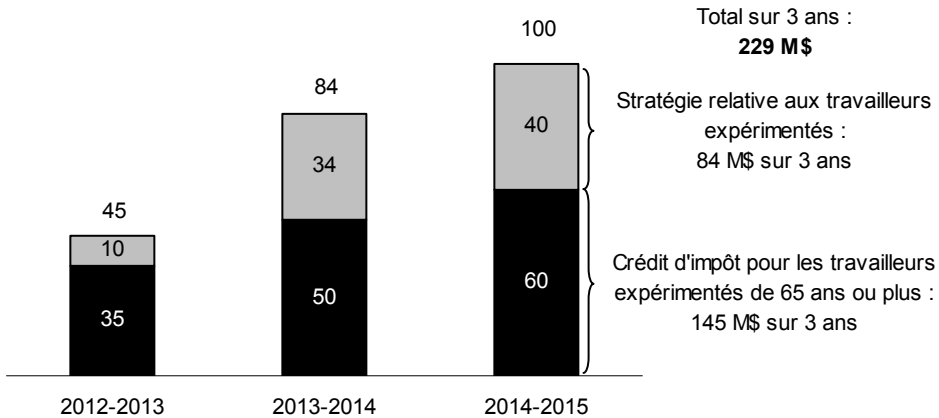 Total sur 3 ans :
229 M$
100
84
45
Stratégie relative aux travailleurs
expérimentés :
84 M$ sur 3 ans
40
34
10
Crédit d'impôt pour les travailleurs
expérimentés de 65 ans ou plus :
145 M$ sur 3 ans
60
50
35
2012-2013
2013-2014
2014-2015